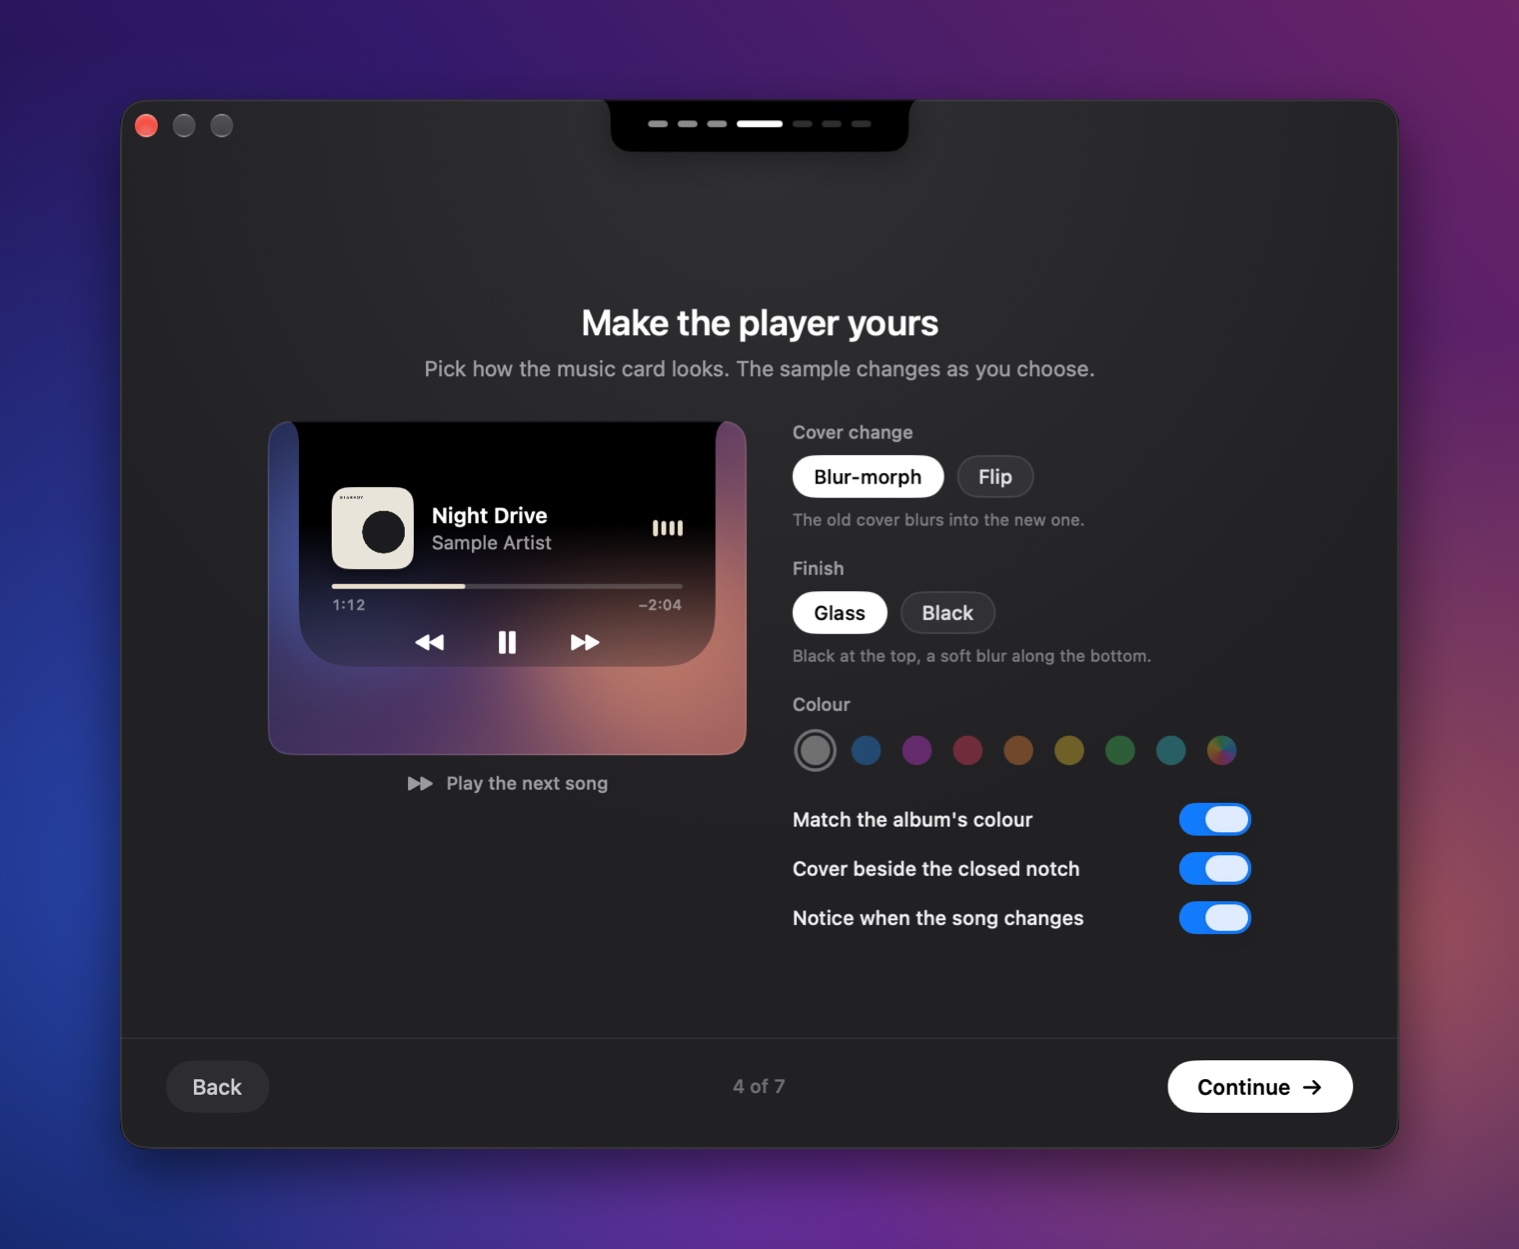 Make the player yours
Pick how the music card looks. The sample changes as you choose.
Night Drive
Sample Artist
1:12
−2:04
Play the next song
Cover change
Blur-morph
Flip
The old cover blurs into the new one.
Finish
Glass
Black
Black at the top, a soft blur along the bottom.
Colour
Match the album's colour
Cover beside the closed notch
Notice when the song changes
Back
4 of 7
Continue →